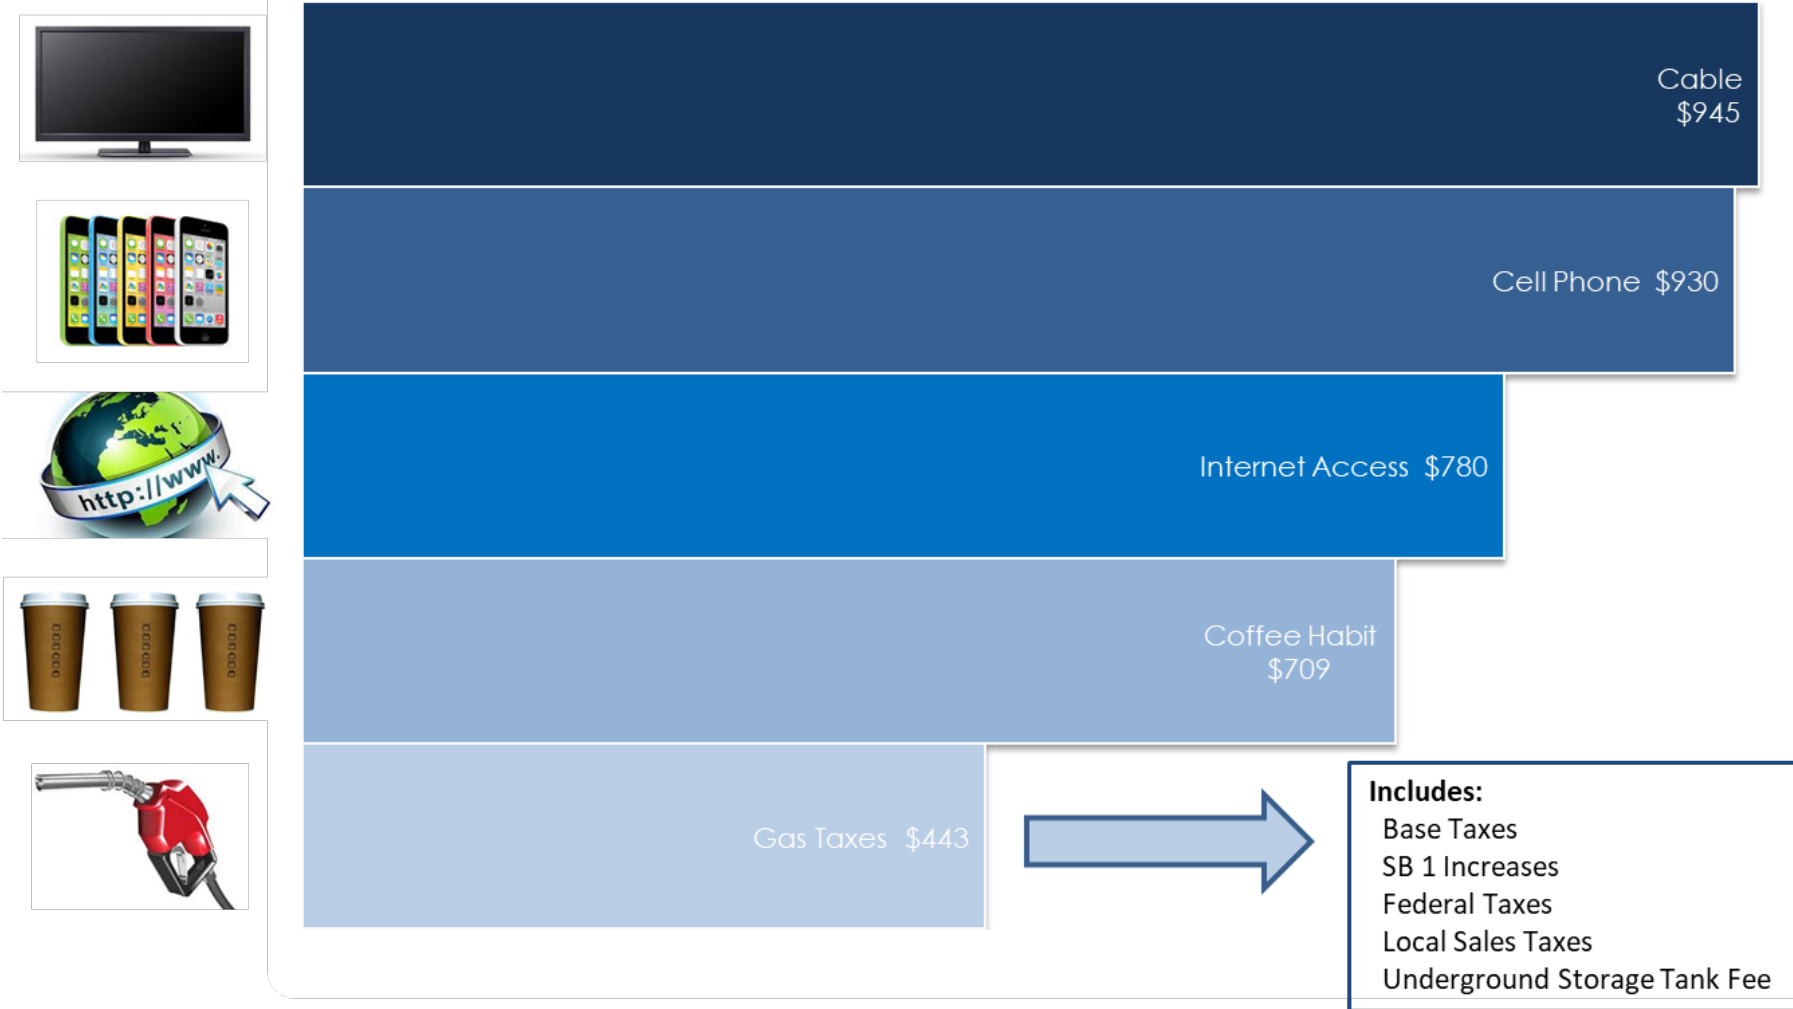 Cable
$945
Cell Phone $930
http://www.
Internet Access $780
Coffee Habit
$709
Gas Taxes $443
Includes:
Base Taxes
SB 1 Increases
Federal Taxes
Local Sales Taxes
Underground Storage Tank Fee